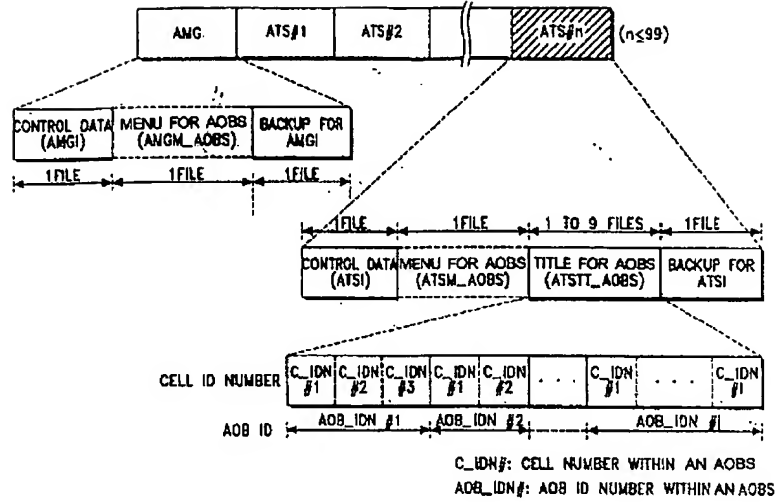 AMG ATS#1 ATS#2 ATS#n (n≤99)
CONTROL DATA (AMGI) MENU FOR AOBS (ANGM_AOBS) BACKUP FOR AMGI
1FILE 1FILE 1FILE
1FILE 1FILE 1 TO 9 FILES 1FILE
CONTROL DATA (ATSI) MENU FOR AOBS (ATSM_AOBS) TITLE FOR AOBS (ATSTT_AOBS) BACKUP FOR ATSI
CELL ID NUMBER C_IDN #1 C_IDN #2 C_IDN #3 C_IDN #1 C_IDN #2 . . . C_IDN #1 . . . . C_IDN #I
AOB ID AOB_IDN #1 AOB_IDN #2 AOB_IDN #I
C_IDN#: CELL NUMBER WITHIN AN AOBS
AOB_IDN#: AOB ID NUMBER WITHIN AN AOBS